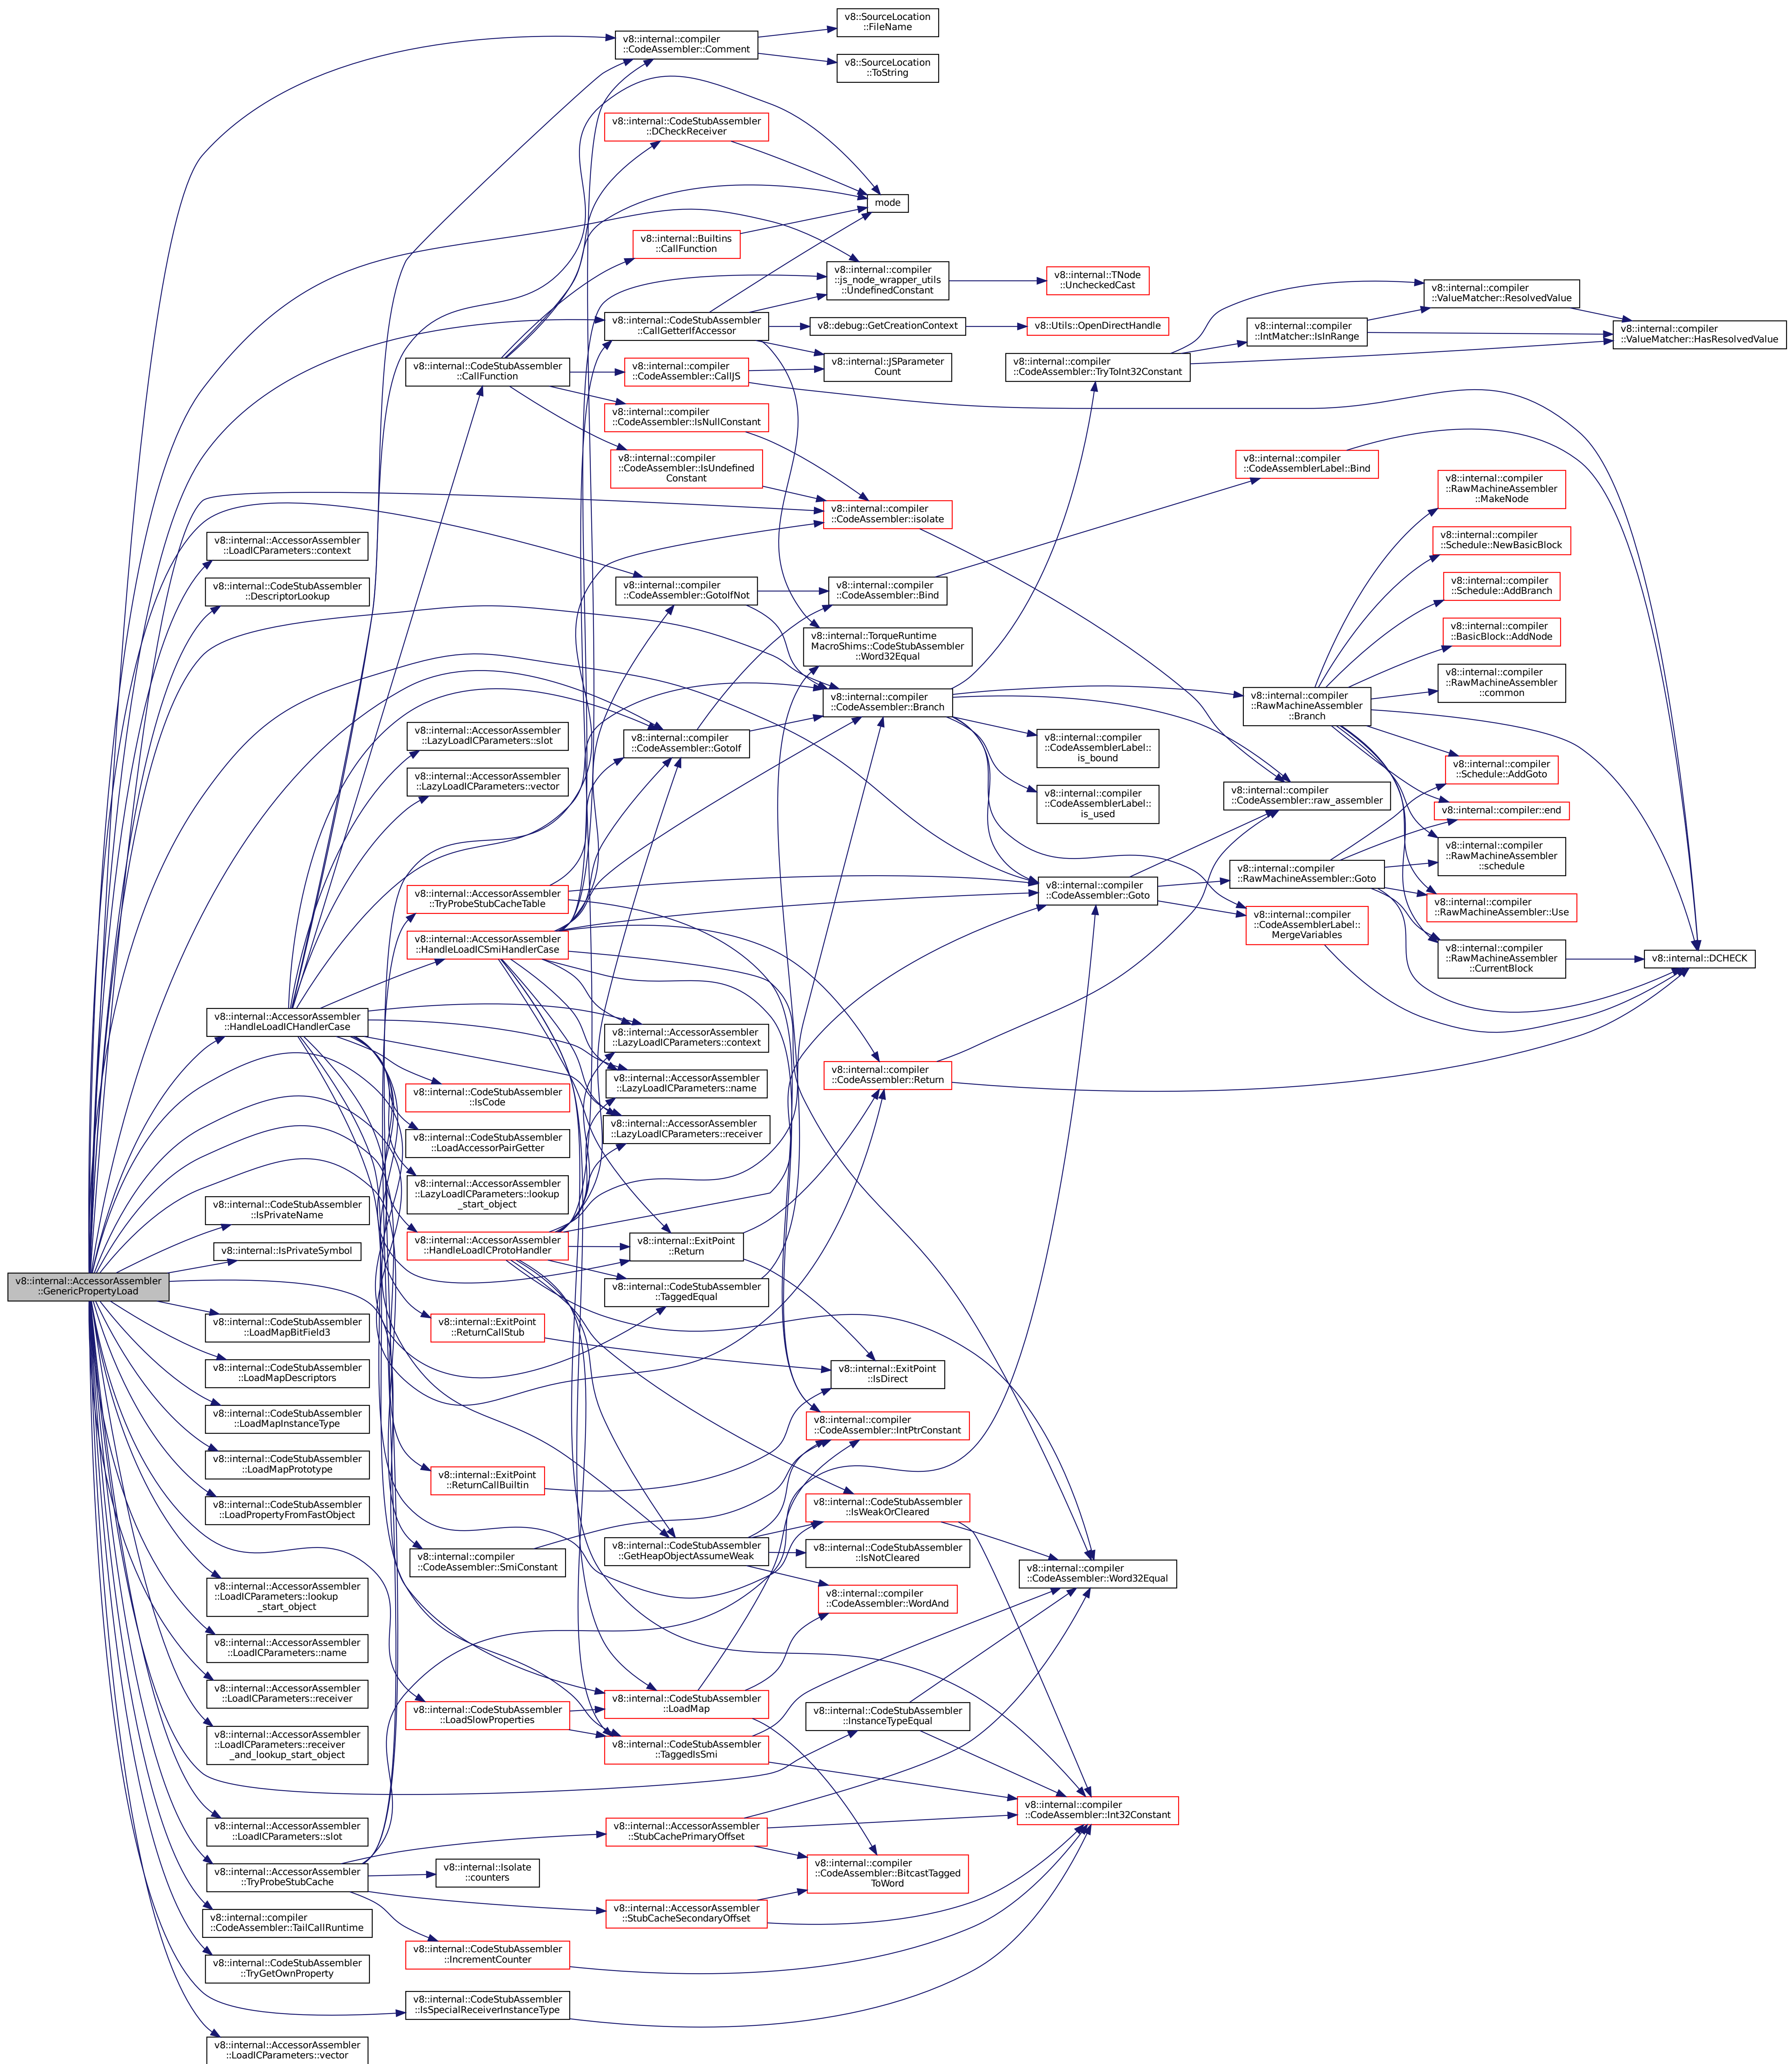 v8::internal::AccessorAssembler
::GenericPropertyLoad
v8::internal::AccessorAssembler
::LoadICParameters::context
v8::internal::CodeStubAssembler
::DescriptorLookup
v8::internal::AccessorAssembler
::HandleLoadICHandlerCase
v8::internal::CodeStubAssembler
::IsPrivateName
v8::internal::IsPrivateSymbol
v8::internal::CodeStubAssembler
::LoadMapBitField3
v8::internal::CodeStubAssembler
::LoadMapDescriptors
v8::internal::CodeStubAssembler
::LoadMapInstanceType
v8::internal::CodeStubAssembler
::LoadMapPrototype
v8::internal::CodeStubAssembler
::LoadPropertyFromFastObject
v8::internal::AccessorAssembler
::LoadICParameters::lookup
_start_object
v8::internal::AccessorAssembler
::LoadICParameters::name
v8::internal::AccessorAssembler
::LoadICParameters::receiver
v8::internal::AccessorAssembler
::LoadICParameters::receiver
_and_lookup_start_object
v8::internal::AccessorAssembler
::LoadICParameters::slot
v8::internal::AccessorAssembler
::TryProbeStubCache
v8::internal::compiler
::CodeAssembler::TailCallRuntime
v8::internal::CodeStubAssembler
::TryGetOwnProperty
v8::internal::AccessorAssembler
::LoadICParameters::vector
v8::internal::CodeStubAssembler
::CallFunction
v8::internal::AccessorAssembler
::LazyLoadICParameters::slot
v8::internal::AccessorAssembler
::LazyLoadICParameters::vector
v8::internal::AccessorAssembler
::TryProbeStubCacheTable
v8::internal::AccessorAssembler
::HandleLoadICSmiHandlerCase
v8::internal::CodeStubAssembler
::IsCode
v8::internal::CodeStubAssembler
::LoadAccessorPairGetter
v8::internal::AccessorAssembler
::LazyLoadICParameters::lookup
_start_object
v8::internal::AccessorAssembler
::HandleLoadICProtoHandler
v8::internal::ExitPoint
::ReturnCallStub
v8::internal::ExitPoint
::ReturnCallBuiltin
v8::internal::compiler
::CodeAssembler::SmiConstant
v8::internal::CodeStubAssembler
::LoadSlowProperties
v8::internal::Isolate
::counters
v8::internal::CodeStubAssembler
::IncrementCounter
v8::internal::CodeStubAssembler
::IsSpecialReceiverInstanceType
v8::internal::compiler
::CodeAssembler::Comment
v8::internal::CodeStubAssembler
::DCheckReceiver
v8::internal::Builtins
::CallFunction
v8::internal::CodeStubAssembler
::CallGetterIfAccessor
v8::internal::compiler
::CodeAssembler::CallJS
v8::internal::compiler
::CodeAssembler::IsNullConstant
v8::internal::compiler
::CodeAssembler::IsUndefined
Constant
v8::internal::compiler
::CodeAssembler::GotoIfNot
v8::internal::compiler
::CodeAssembler::GotoIf
v8::internal::AccessorAssembler
::LazyLoadICParameters::context
v8::internal::AccessorAssembler
::LazyLoadICParameters::name
v8::internal::AccessorAssembler
::LazyLoadICParameters::receiver
v8::internal::ExitPoint
::Return
v8::internal::CodeStubAssembler
::TaggedEqual
v8::internal::CodeStubAssembler
::GetHeapObjectAssumeWeak
v8::internal::CodeStubAssembler
::LoadMap
v8::internal::CodeStubAssembler
::TaggedIsSmi
v8::internal::AccessorAssembler
::StubCachePrimaryOffset
v8::internal::AccessorAssembler
::StubCacheSecondaryOffset
v8::SourceLocation
::FileName
v8::SourceLocation
::ToString
mode
v8::internal::compiler
::js_node_wrapper_utils
::UndefinedConstant
v8::debug::GetCreationContext
v8::internal::JSParameter
Count
v8::internal::compiler
::CodeAssembler::isolate
v8::internal::compiler
::CodeAssembler::Bind
v8::internal::TorqueRuntime
MacroShims::CodeStubAssembler
::Word32Equal
v8::internal::compiler
::CodeAssembler::Branch
v8::internal::compiler
::CodeAssembler::Return
v8::internal::ExitPoint
::IsDirect
v8::internal::compiler
::CodeAssembler::IntPtrConstant
v8::internal::CodeStubAssembler
::IsWeakOrCleared
v8::internal::CodeStubAssembler
::IsNotCleared
v8::internal::compiler
::CodeAssembler::WordAnd
v8::internal::CodeStubAssembler
::InstanceTypeEqual
v8::internal::compiler
::CodeAssembler::BitcastTagged
ToWord
v8::internal::TNode
::UncheckedCast
v8::Utils::OpenDirectHandle
v8::internal::compiler
::CodeAssembler::TryToInt32Constant
v8::internal::compiler
::CodeAssemblerLabel::
is_bound
v8::internal::compiler
::CodeAssemblerLabel::
is_used
v8::internal::compiler
::CodeAssembler::Goto
v8::internal::compiler
::CodeAssembler::Word32Equal
v8::internal::compiler
::CodeAssembler::Int32Constant
v8::internal::compiler
::IntMatcher::IsInRange
v8::internal::compiler
::CodeAssemblerLabel::Bind
v8::internal::compiler
::RawMachineAssembler
::Branch
v8::internal::compiler
::CodeAssembler::raw_assembler
v8::internal::compiler
::RawMachineAssembler::Goto
v8::internal::compiler
::CodeAssemblerLabel::
MergeVariables
v8::internal::compiler
::ValueMatcher::ResolvedValue
v8::internal::compiler
::RawMachineAssembler
::MakeNode
v8::internal::compiler
::Schedule::NewBasicBlock
v8::internal::compiler
::Schedule::AddBranch
v8::internal::compiler
::BasicBlock::AddNode
v8::internal::compiler
::RawMachineAssembler
::common
v8::internal::compiler
::Schedule::AddGoto
v8::internal::compiler::end
v8::internal::compiler
::RawMachineAssembler
::schedule
v8::internal::compiler
::RawMachineAssembler::Use
v8::internal::compiler
::RawMachineAssembler
::CurrentBlock
v8::internal::compiler
::ValueMatcher::HasResolvedValue
v8::internal::DCHECK